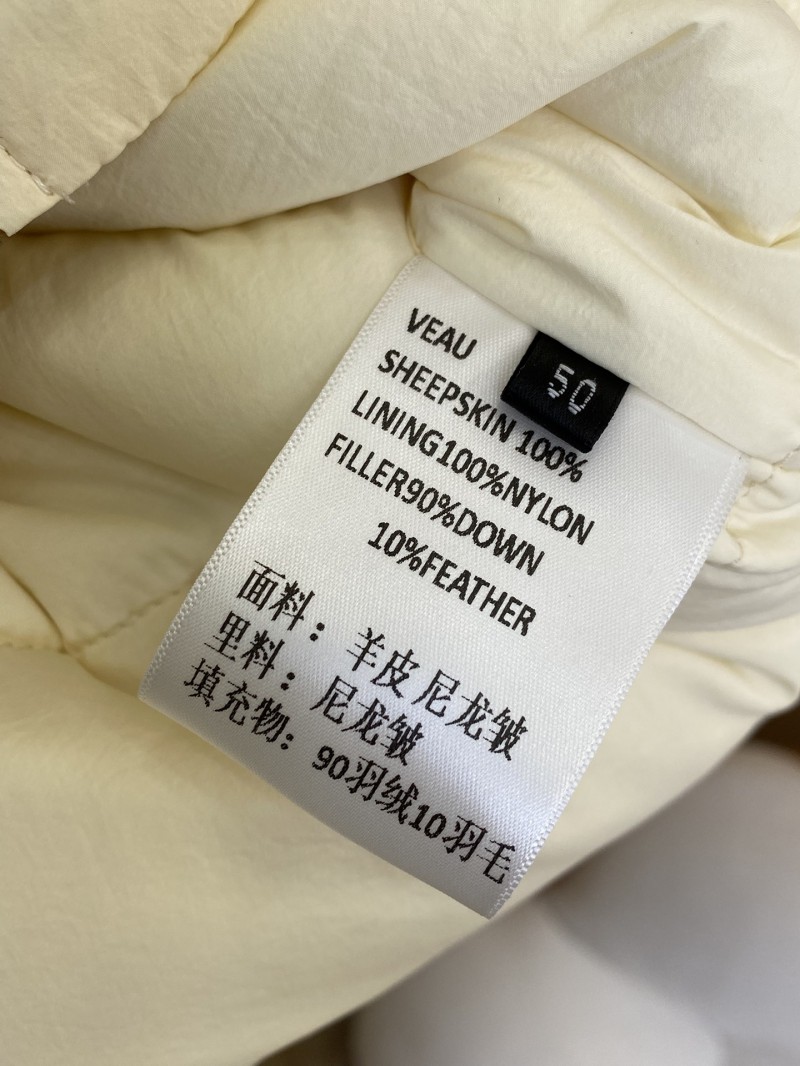 VEAU
50
SHEEPSKIN 100%
LINING100%NYLON
FILLER90%DOWN
10%FEATHER
面料：羊皮尼龙皱
里料：尼龙皱
填充物：90羽绒10羽毛